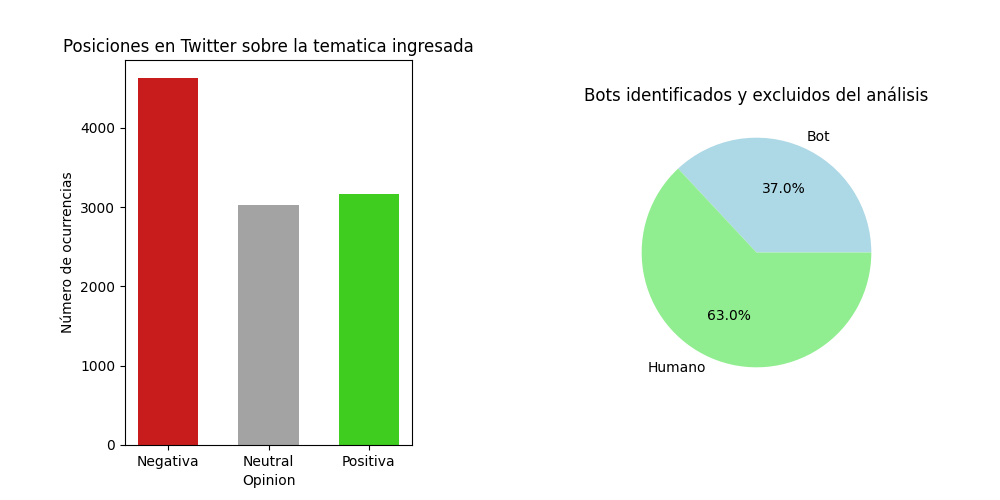 Posiciones en Twitter sobre la tematica ingresada
Número de ocurrencias
4000
3000
2000
1000
0
Negativa
Neutral
Positiva
Opinion
Bots identificados y excluidos del análisis
Bot
37.0%
63.0%
Humano